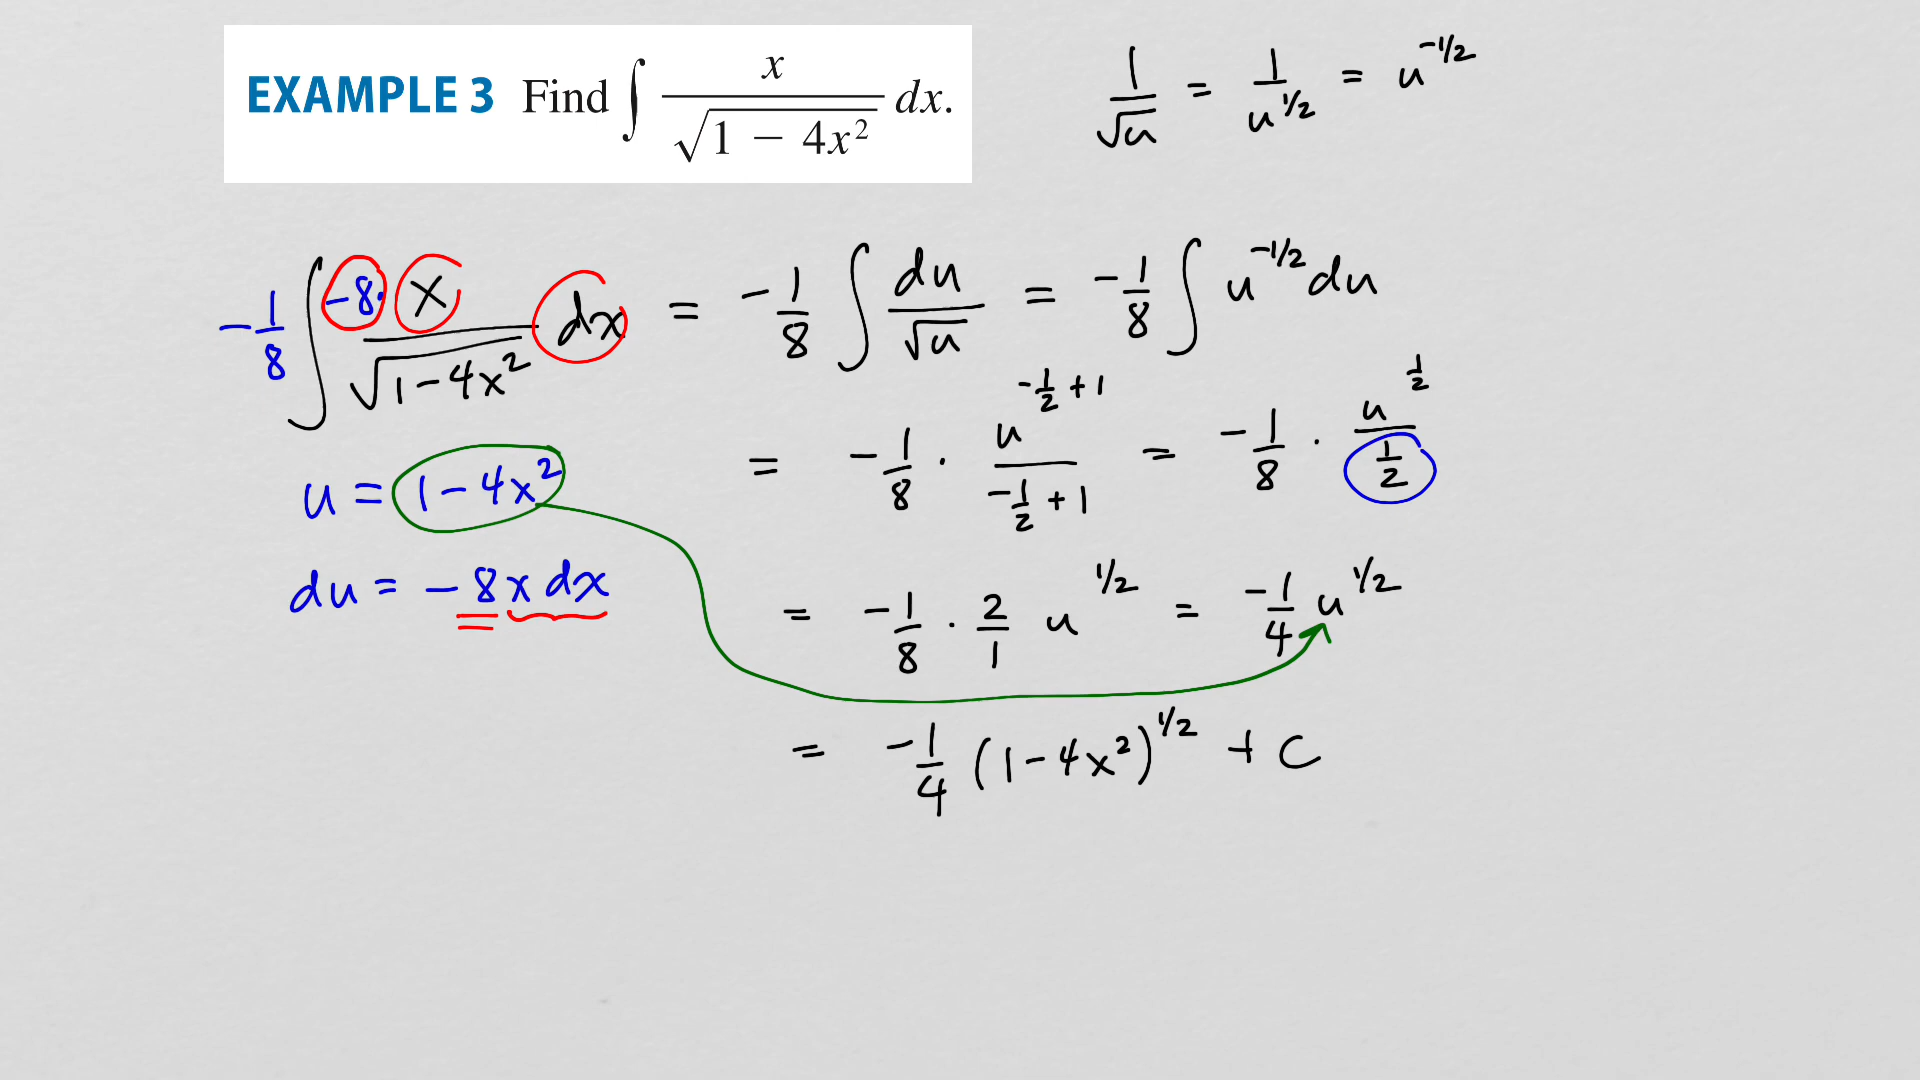 EXAMPLE 3 Find ∫ x/√(1 − 4x²) dx.
1/√u = 1/u^1/2 = u^-1/2
-1/8 ∫ -8·x/√(1-4x²) dx = -1/8 ∫ du/√u = -1/8 ∫ u^-1/2 du
= -1/8 · u^(-1/2+1)/(-1/2+1) = -1/8 · u^(1/2)/(1/2)
u = 1-4x²
du = -8x dx
= -1/8 · 2/1 u^1/2 = -1/4 u^1/2
= -1/4 (1-4x²)^1/2 + C